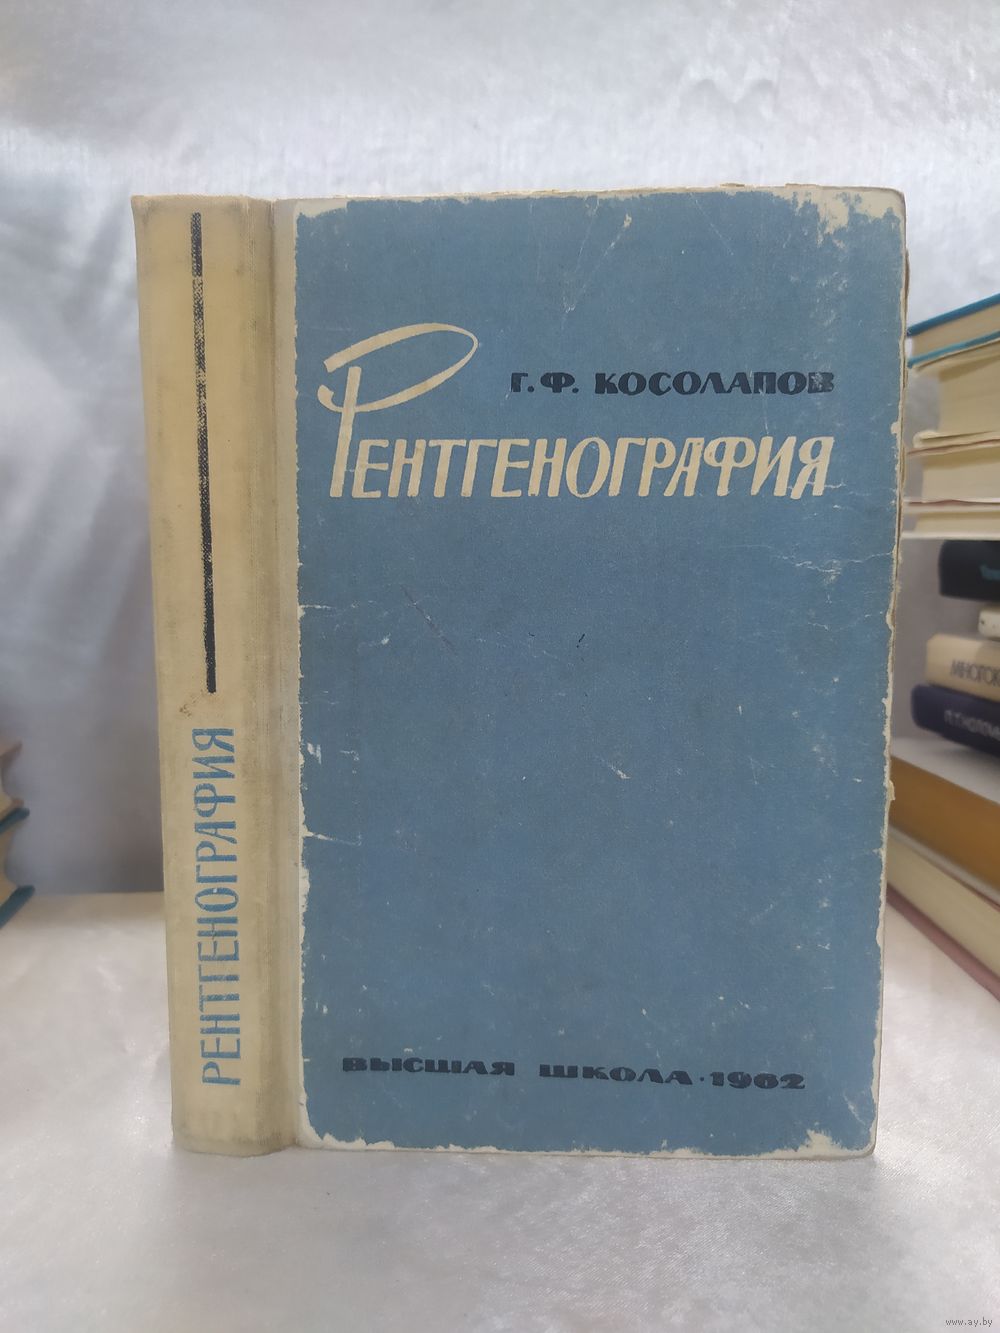 Г. Ф. КОСОЛАПОВ
РЕНТГЕНОГРАФИЯ
ВЫСШАЯ ШКОЛА · 1962
РЕНТГЕНОГРАФИЯ
www.ay.by